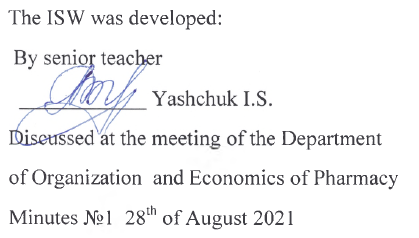 The ISW was developed:
By senior teacher
Yashchuk I.S.
Discussed at the meeting of the Department
of Organization and Economics of Pharmacy
Minutes №1 28th of August 2021